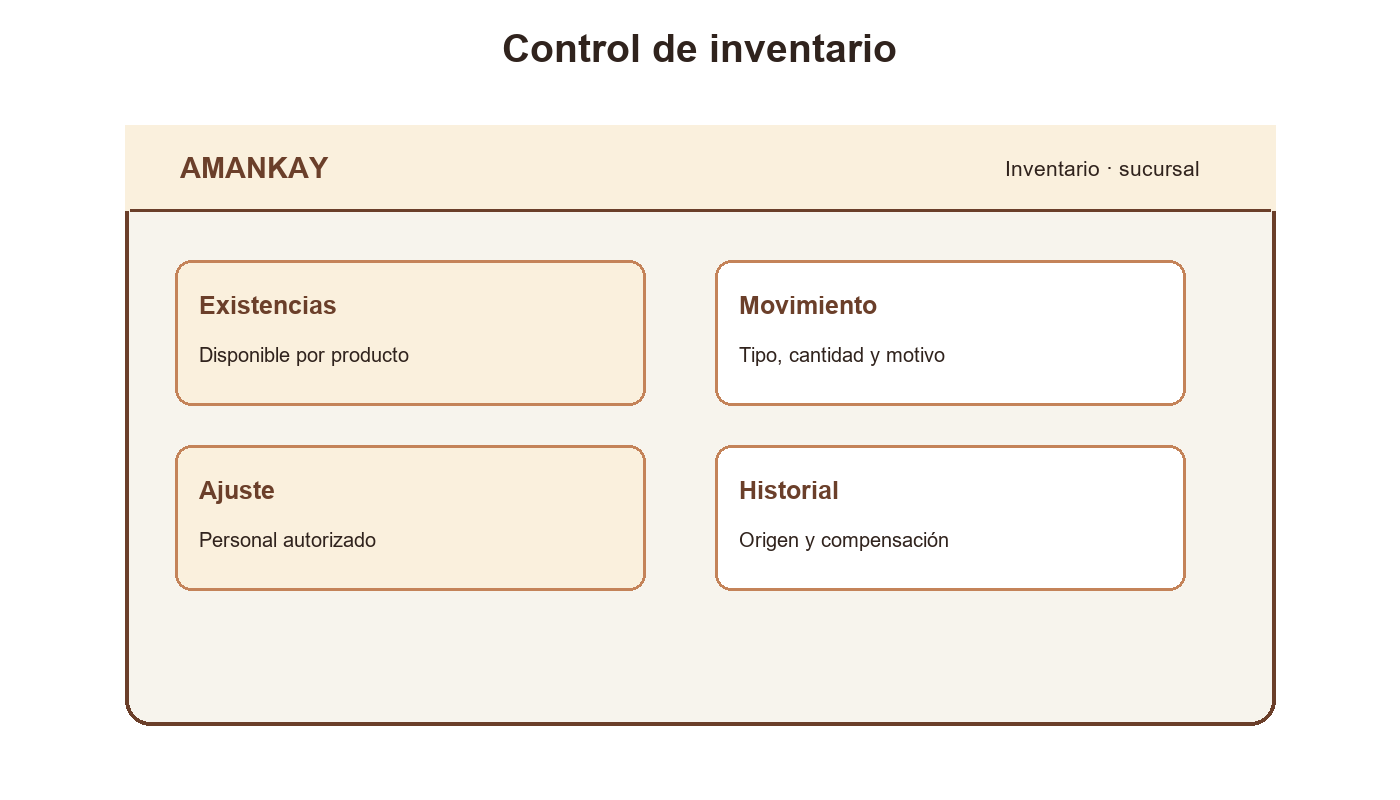 Control de inventario
AMANKAY
Inventario · sucursal
Existencias
Disponible por producto
Movimiento
Tipo, cantidad y motivo
Ajuste
Personal autorizado
Historial
Origen y compensación